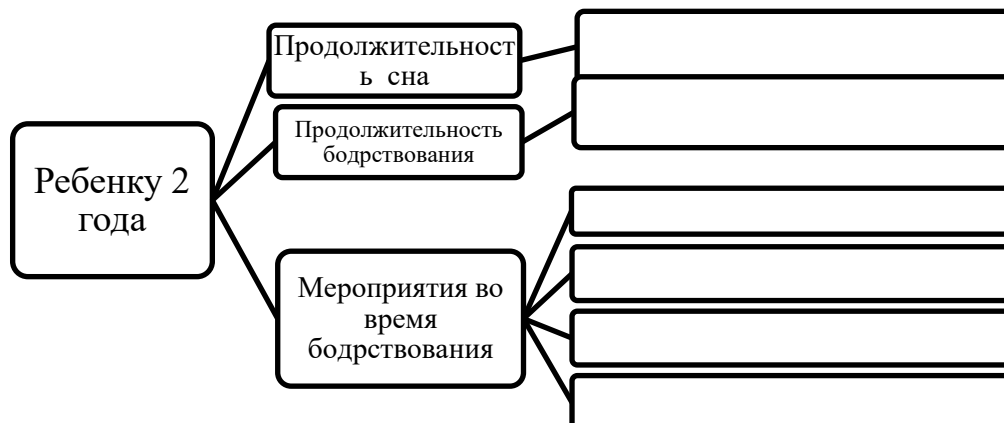 Ребенку 2
года
Продолжительност
ь сна
Продолжительность
бодрствования
Мероприятия во
время
бодрствования